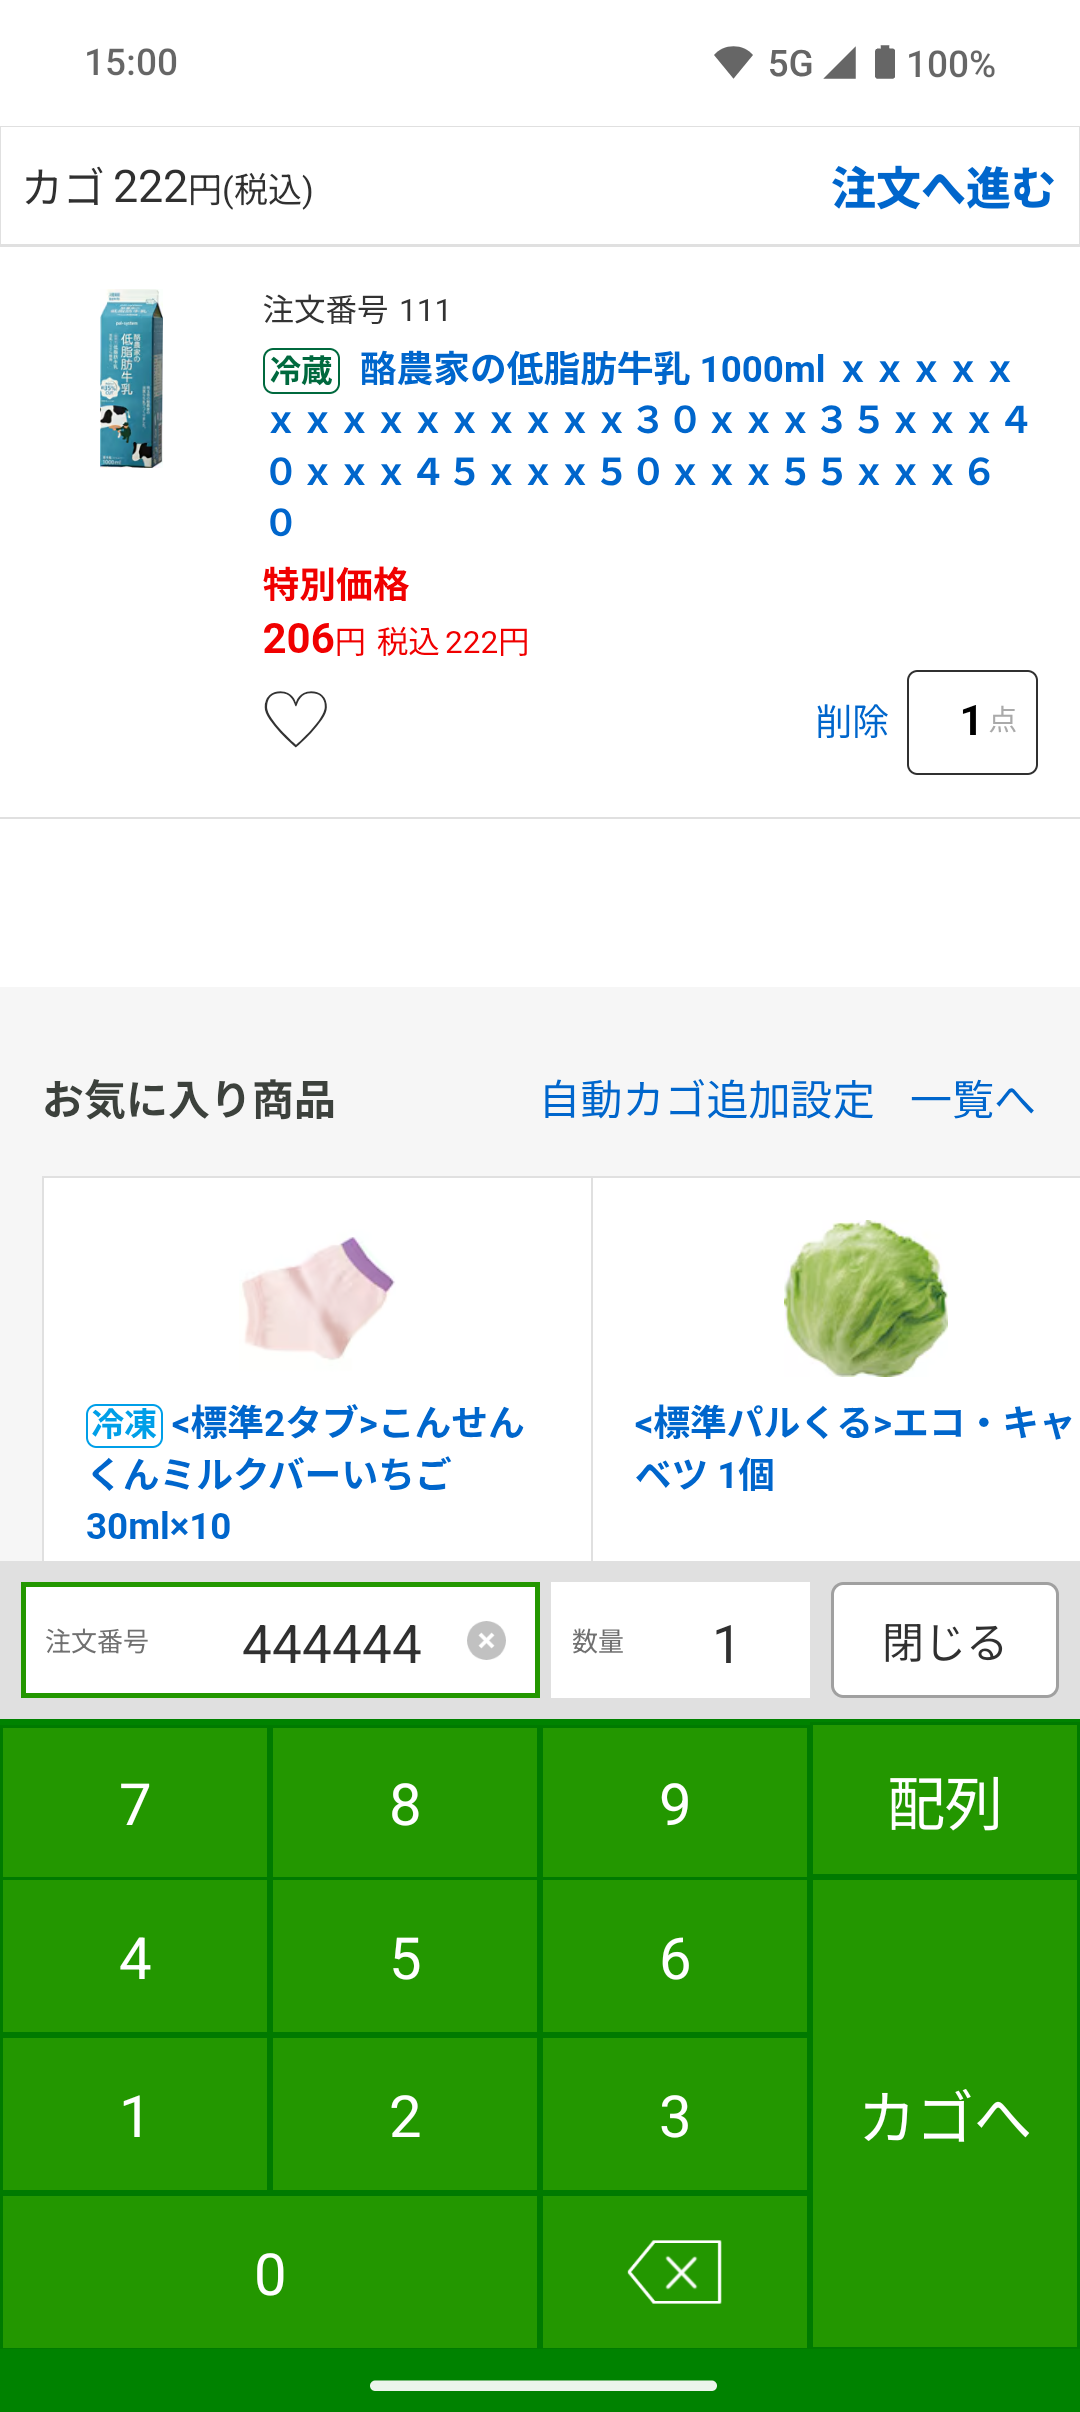 15:00 5G 100%
カゴ 222円(税込) 注文へ進む
注文番号 111
冷蔵 酪農家の低脂肪牛乳 1000ml ｘｘｘｘｘ
ｘｘｘｘｘｘｘｘｘｘ３０ｘｘｘ３５ｘｘｘ４
０ｘｘｘ４５ｘｘｘ５０ｘｘｘ５５ｘｘｘ６
０
特別価格
206円 税込 222円
削除 1 点
お気に入り商品 自動カゴ追加設定 一覧へ
冷凍 <標準2タブ>こんせん
くんミルクバーいちご
30ml×10
<標準パルくる>エコ・キャ
ベツ 1個
注文番号 444444 数量 1 閉じる
7 8 9 配列
4 5 6
1 2 3 カゴへ
0